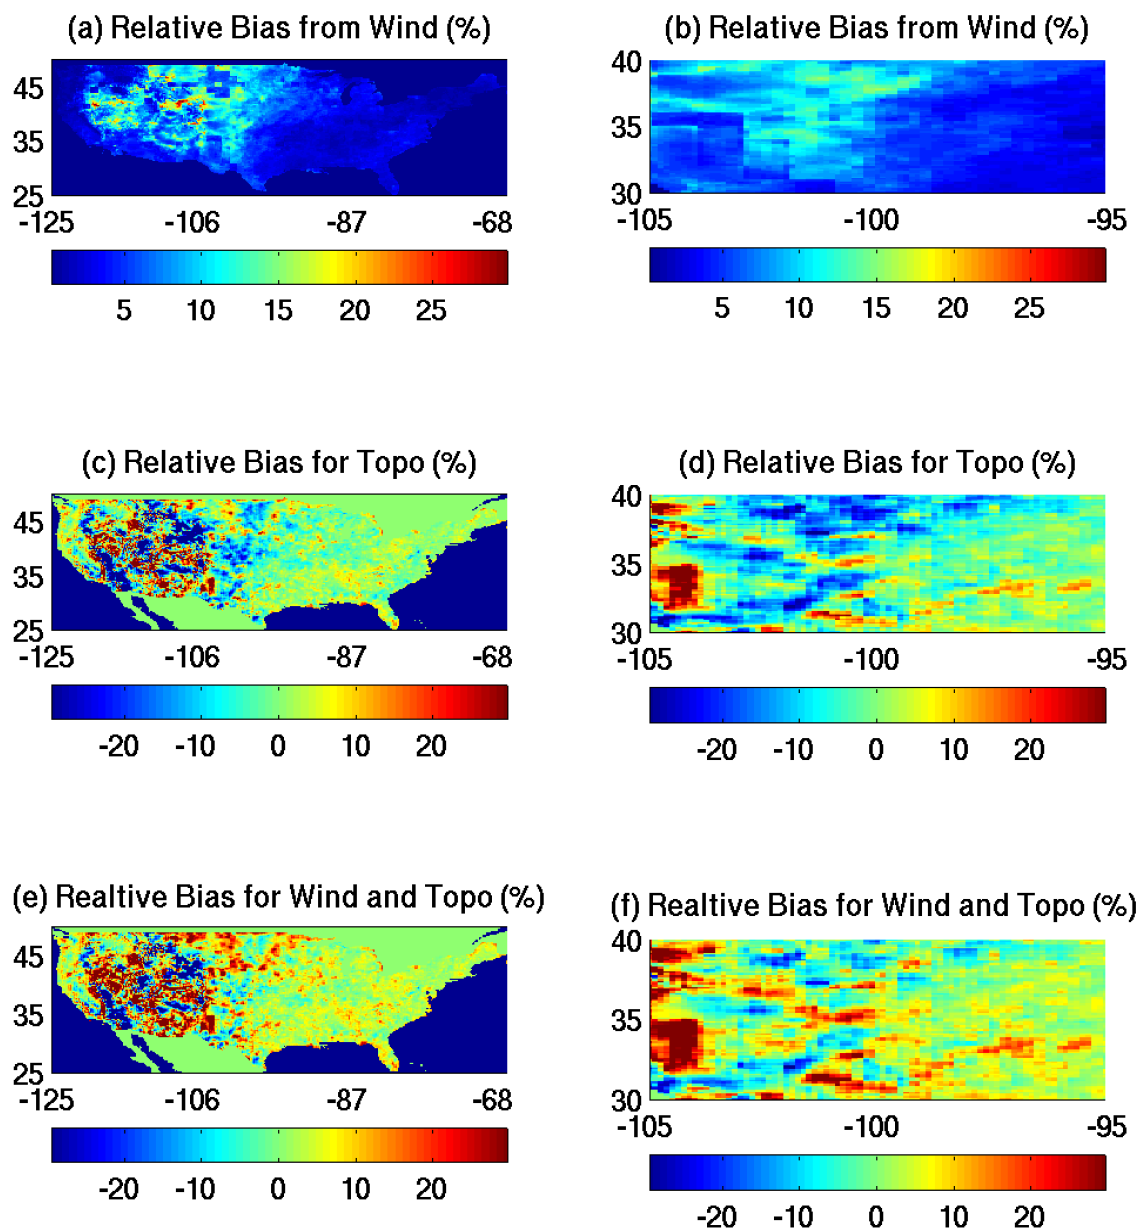 (a) Relative Bias from Wind (%)
45
35
25
-125 -106 -87 -68
5 10 15 20 25
(b) Relative Bias from Wind (%)
40
35
30
-105 -100 -95
5 10 15 20 25
(c) Relative Bias for Topo (%)
45
35
25
-125 -106 -87 -68
-20 -10 0 10 20
(d) Relative Bias for Topo (%)
40
35
30
-105 -100 -95
-20 -10 0 10 20
(e) Realtive Bias for Wind and Topo (%)
45
35
25
-125 -106 -87 -68
-20 -10 0 10 20
(f) Realtive Bias for Wind and Topo (%)
40
35
30
-105 -100 -95
-20 -10 0 10 20